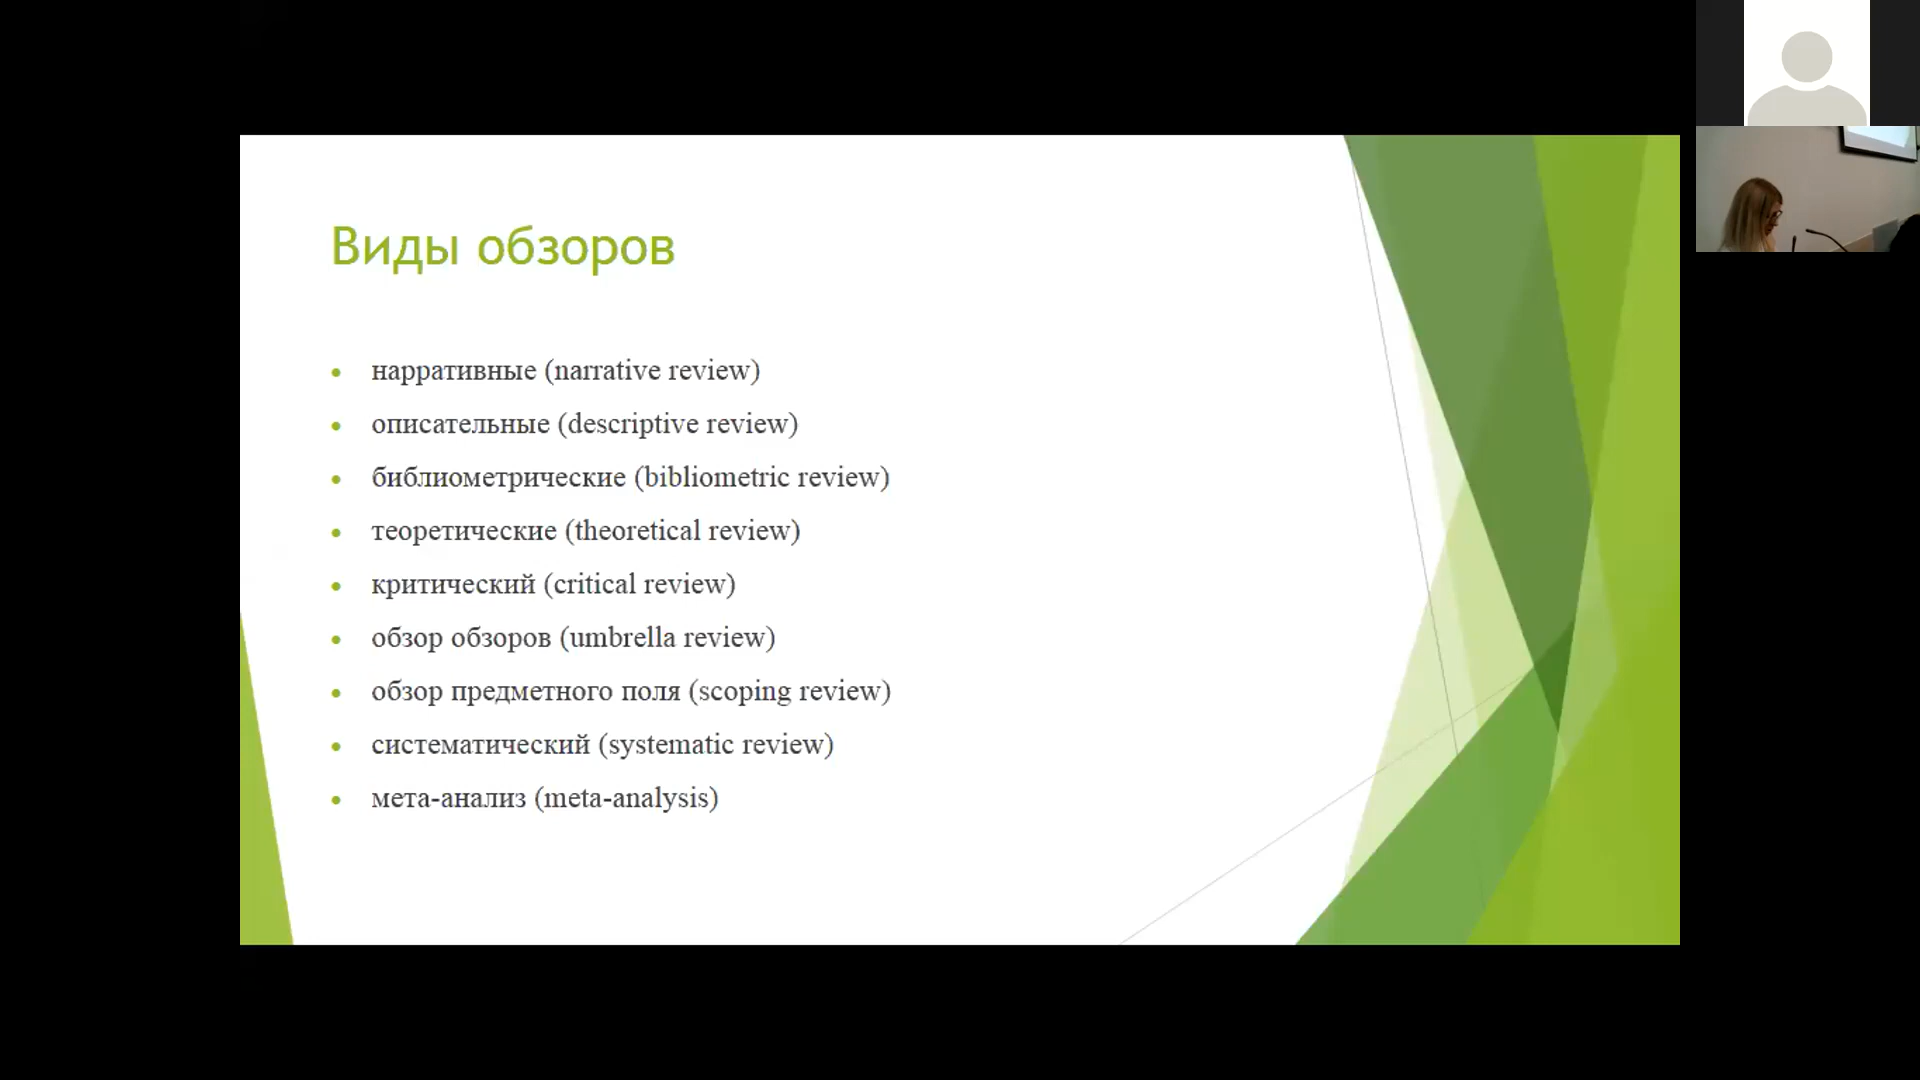 Виды обзоров
нарративные (narrative review)
описательные (descriptive review)
библиометрические (bibliometric review)
теоретические (theoretical review)
критический (critical review)
обзор обзоров (umbrella review)
обзор предметного поля (scoping review)
систематический (systematic review)
мета-анализ (meta-analysis)